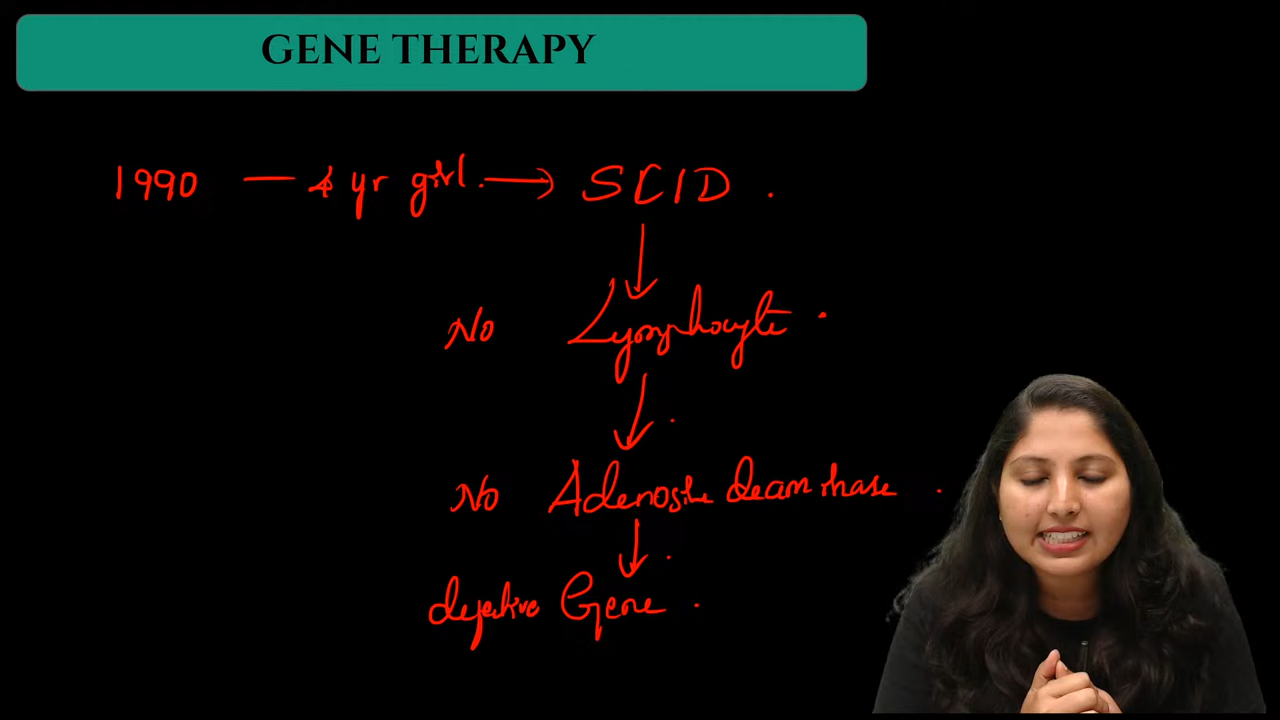 GENE THERAPY
1990 — 4 yr girl. → SCID .
↓
No Lymphocyte .
↓
No Adenosine deaminase .
↓
defective Gene .